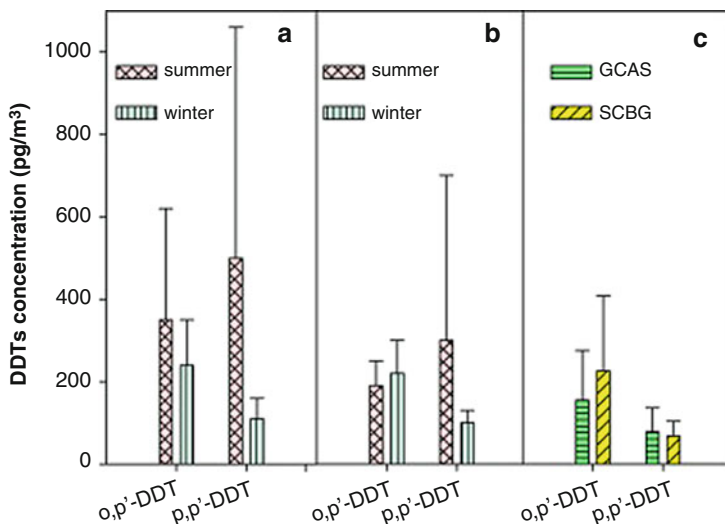 DDTs concentration (pg/m³)
1000
800
600
400
200
0
a
summer
winter
o,p'-DDT
p,p'-DDT
b
summer
winter
o,p'-DDT
p,p'-DDT
c
GCAS
SCBG
o,p'-DDT
p,p'-DDT